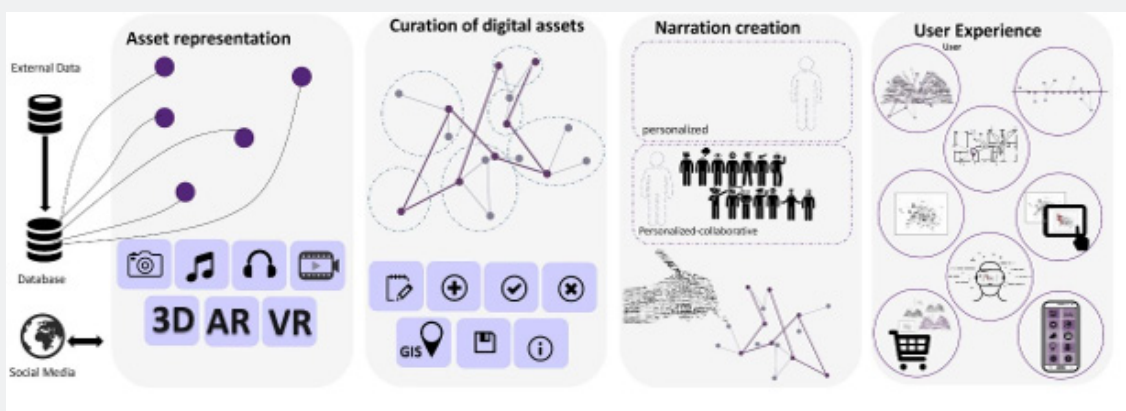 Asset representation
External Data
Database
Social Media
3D AR VR
Curation of digital assets
GIS
Narration creation
personalized
Personalized-collaborative
User Experience
User